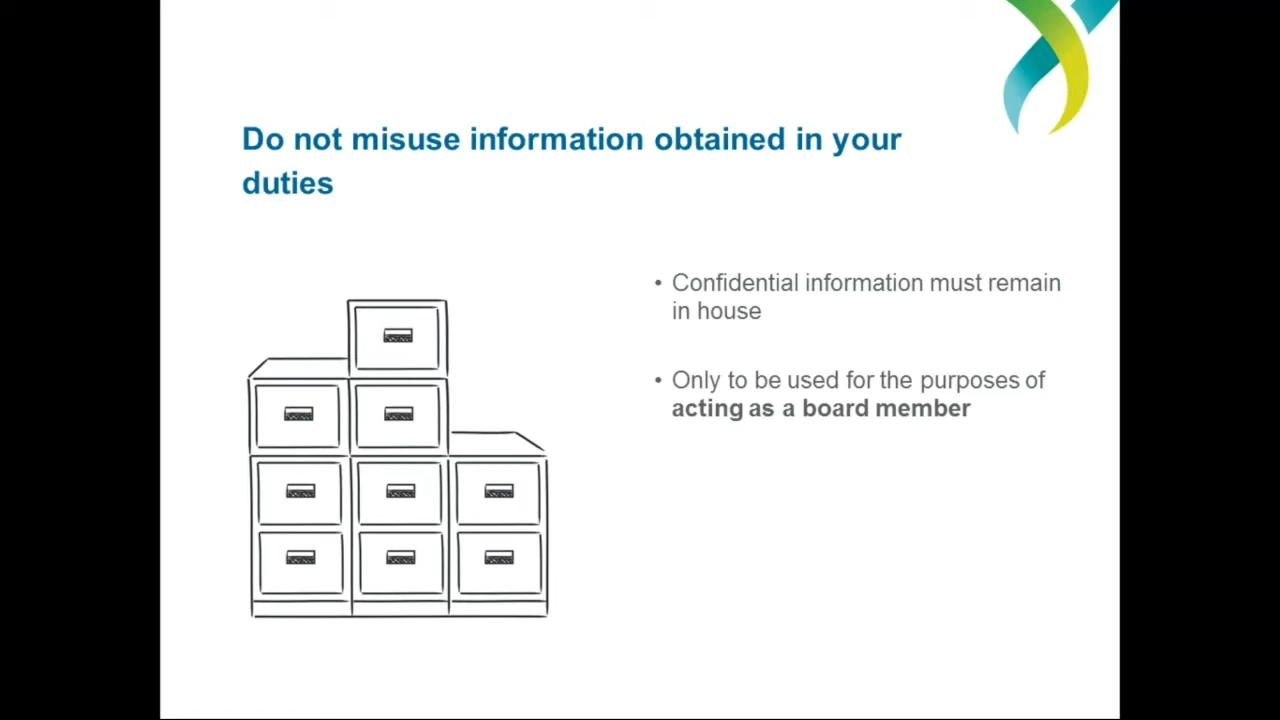 Do not misuse information obtained in your
duties
• Confidential information must remain
in house
• Only to be used for the purposes of
acting as a board member